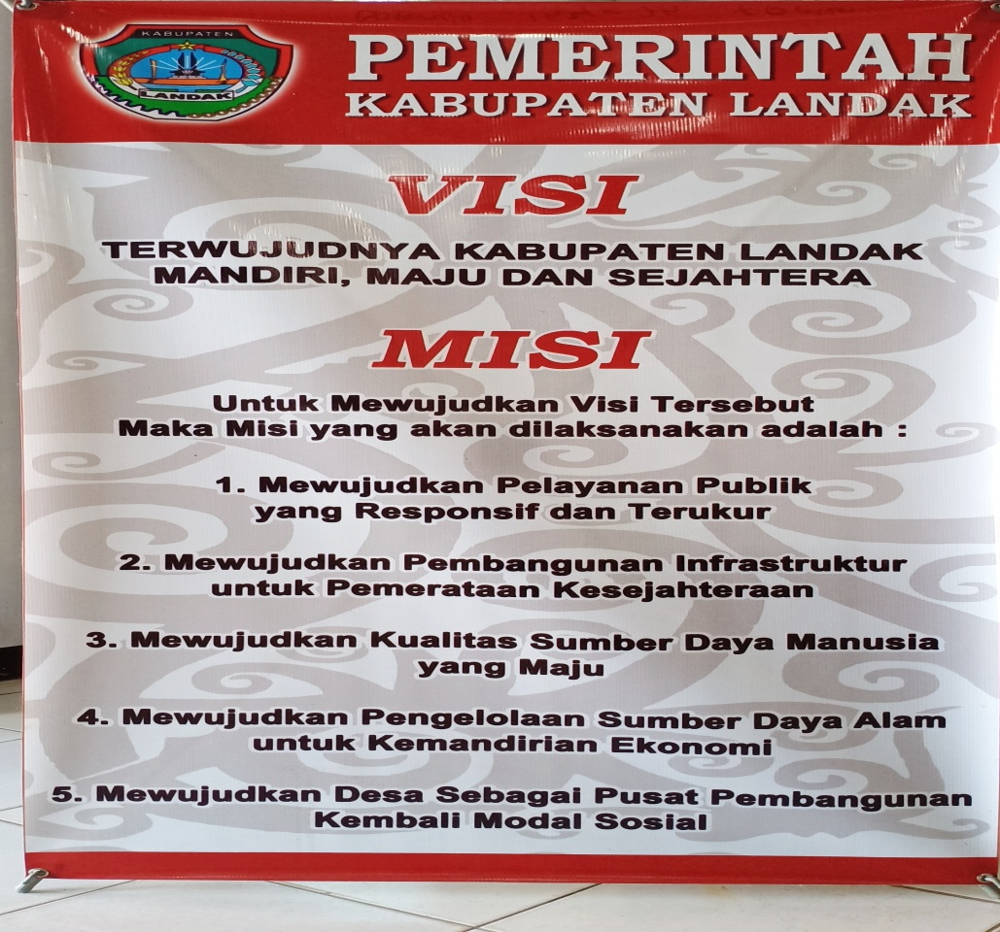 KABUPATEN
LANDAK
PEMERINTAH
KABUPATEN LANDAK
VISI
TERWUJUDNYA KABUPATEN LANDAK
MANDIRI, MAJU DAN SEJAHTERA
MISI
Untuk Mewujudkan Visi Tersebut
Maka Misi yang akan dilaksanakan adalah :
1. Mewujudkan Pelayanan Publik
yang Responsif dan Terukur
2. Mewujudkan Pembangunan Infrastruktur
untuk Pemerataan Kesejahteraan
3. Mewujudkan Kualitas Sumber Daya Manusia
yang Maju
4. Mewujudkan Pengelolaan Sumber Daya Alam
untuk Kemandirian Ekonomi
5. Mewujudkan Desa Sebagai Pusat Pembangunan
Kembali Modal Sosial